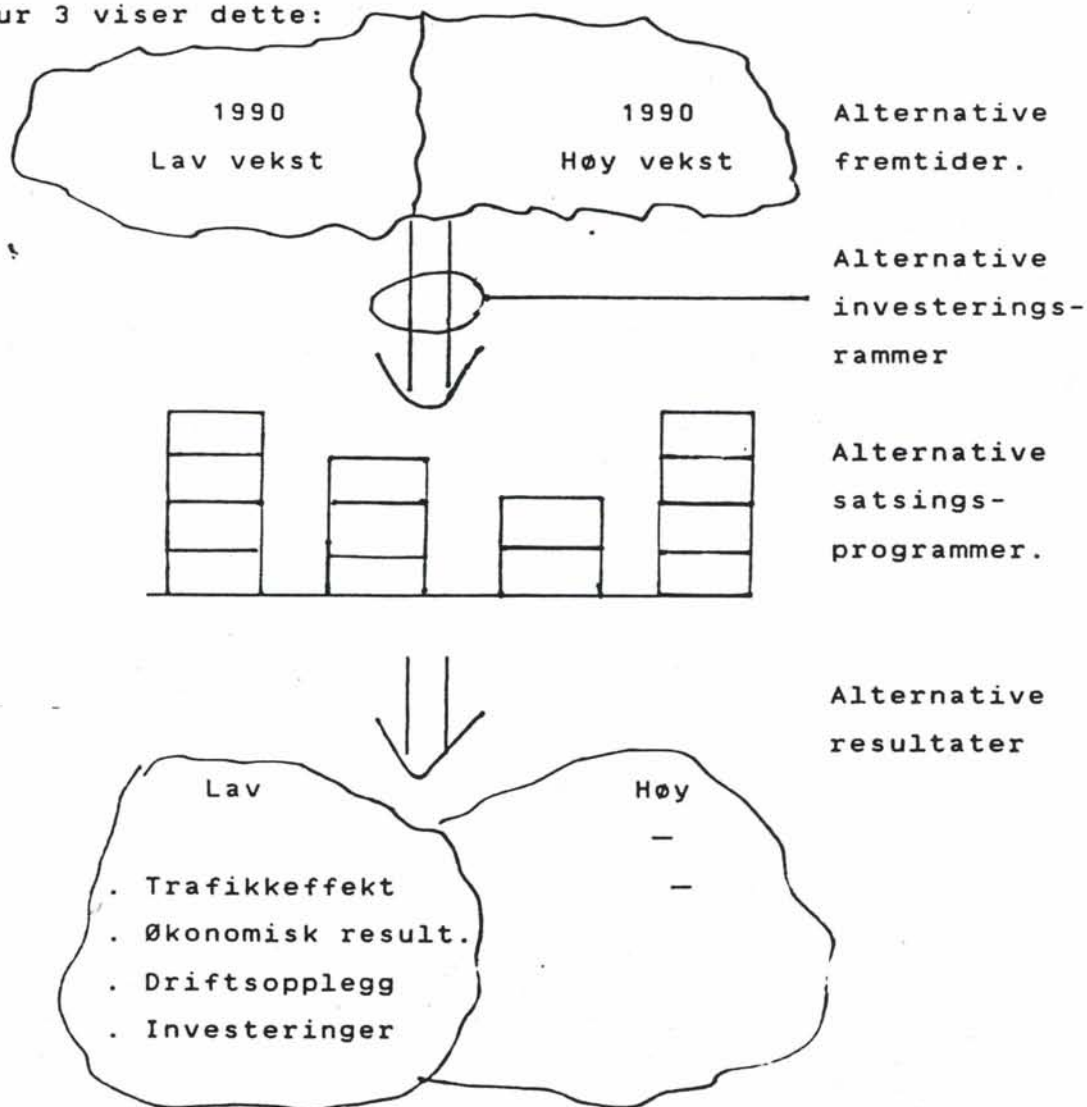 ur 3 viser dette:
1990
Lav vekst
1990
Høy vekst
Alternative
fremtider.
Alternative
investerings-
rammer
Alternative
satsings-
programmer.
Alternative
resultater
Lav
. Trafikkeffekt
. Økonomisk result.
. Driftsopplegg
. Investeringer
Høy
—
—